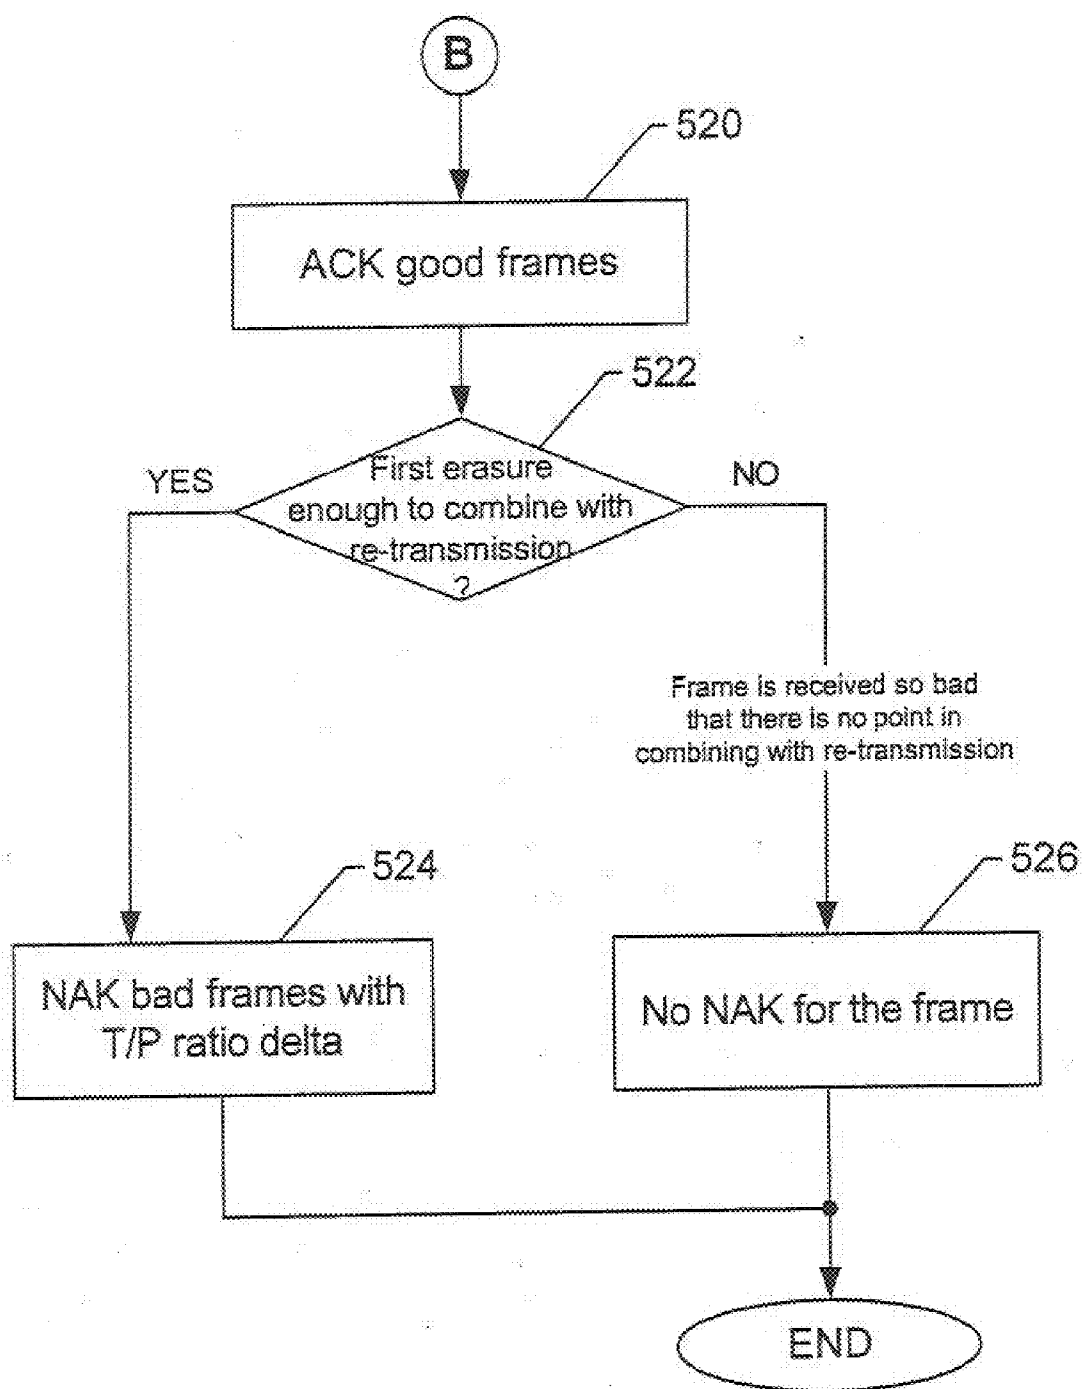 B
520
ACK good frames
522
YES
First erasure
enough to combine with
re-transmission
?
NO
Frame is received so bad
that there is no point in
combining with re-transmission
524
NAK bad frames with
T/P ratio delta
526
No NAK for the frame
END